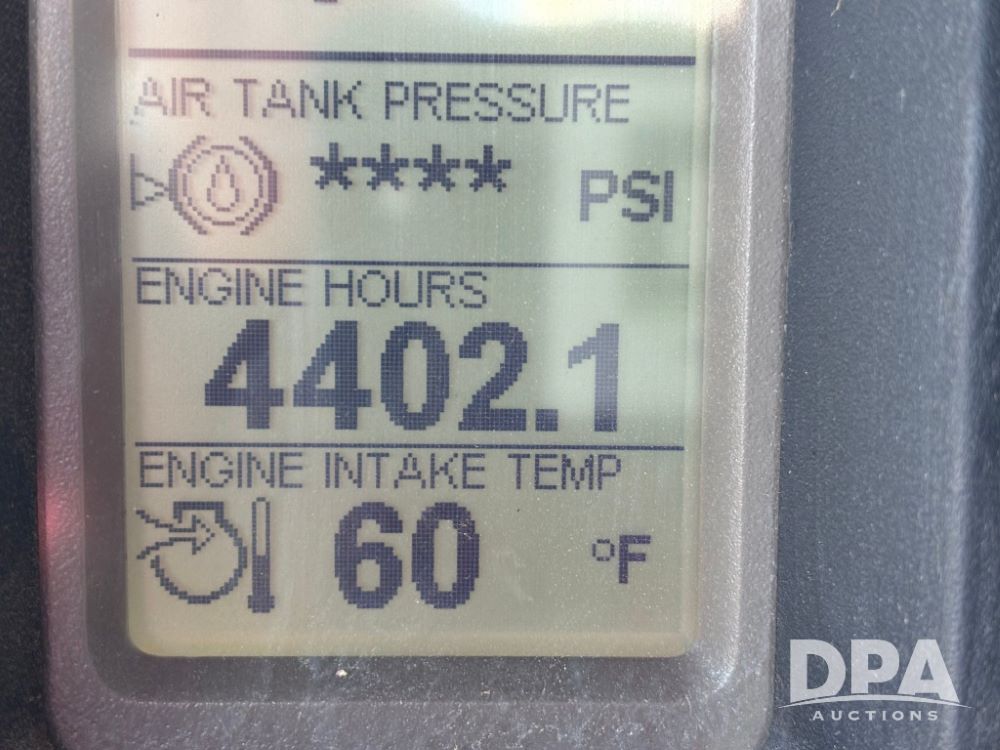 AIR TANK PRESSURE
**** PSI
ENGINE HOURS
4402.1
ENGINE INTAKE TEMP
60 °F
DPA
AUCTIONS